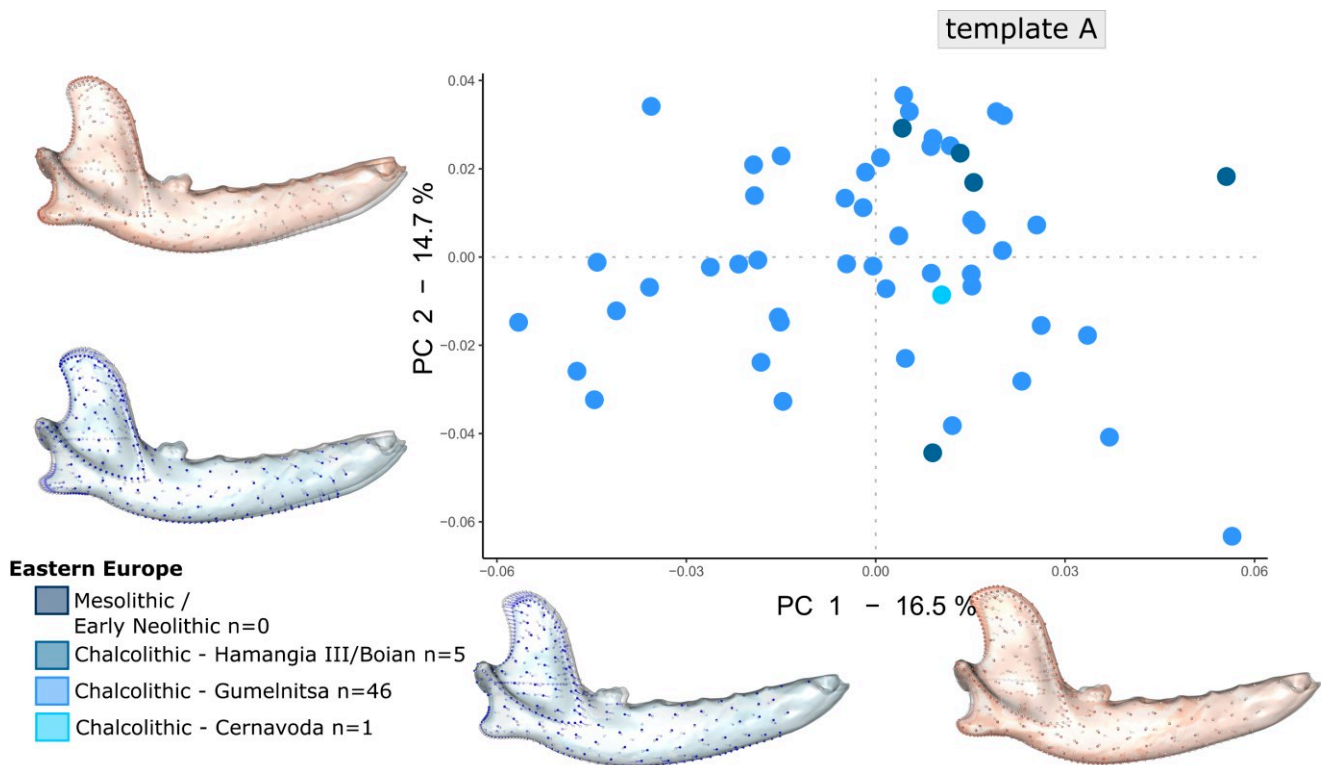 template A
0.04
0.02
0.00
−0.02
−0.04
−0.06
PC 2 − 14.7 %
−0.06
−0.03
0.00
0.03
0.06
PC 1 − 16.5 %
Eastern Europe
Mesolithic /
Early Neolithic n=0
Chalcolithic - Hamangia III/Boian n=5
Chalcolithic - Gumelnitsa n=46
Chalcolithic - Cernavoda n=1